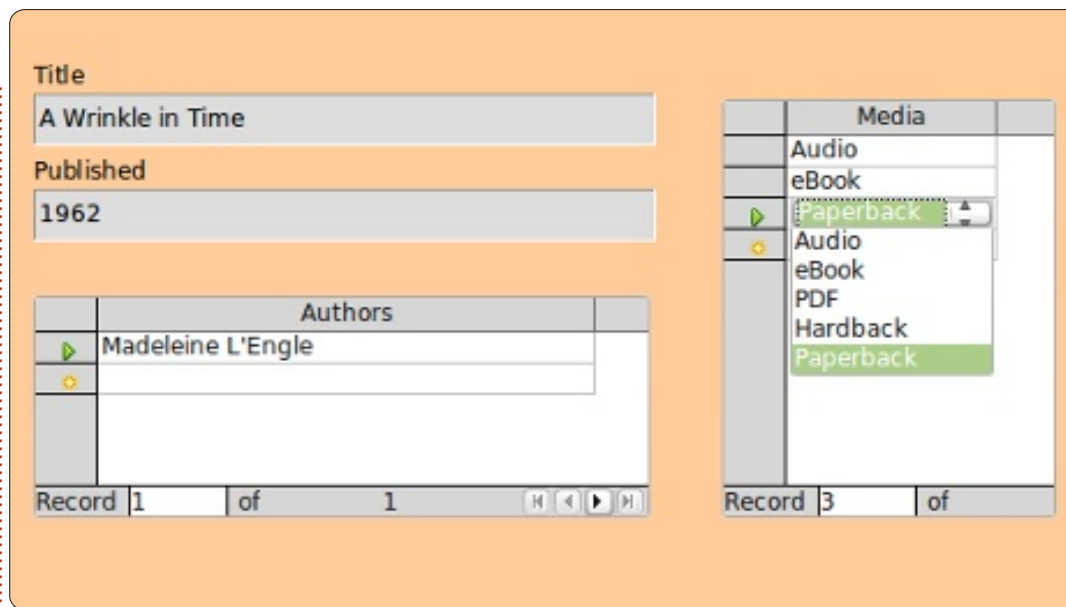 Title
A Wrinkle in Time
Published
1962
Authors
Madeleine L'Engle
Record 1 of 1
Media
Audio
eBook
Paperback
Audio
eBook
PDF
Hardback
Paperback
Record 3 of